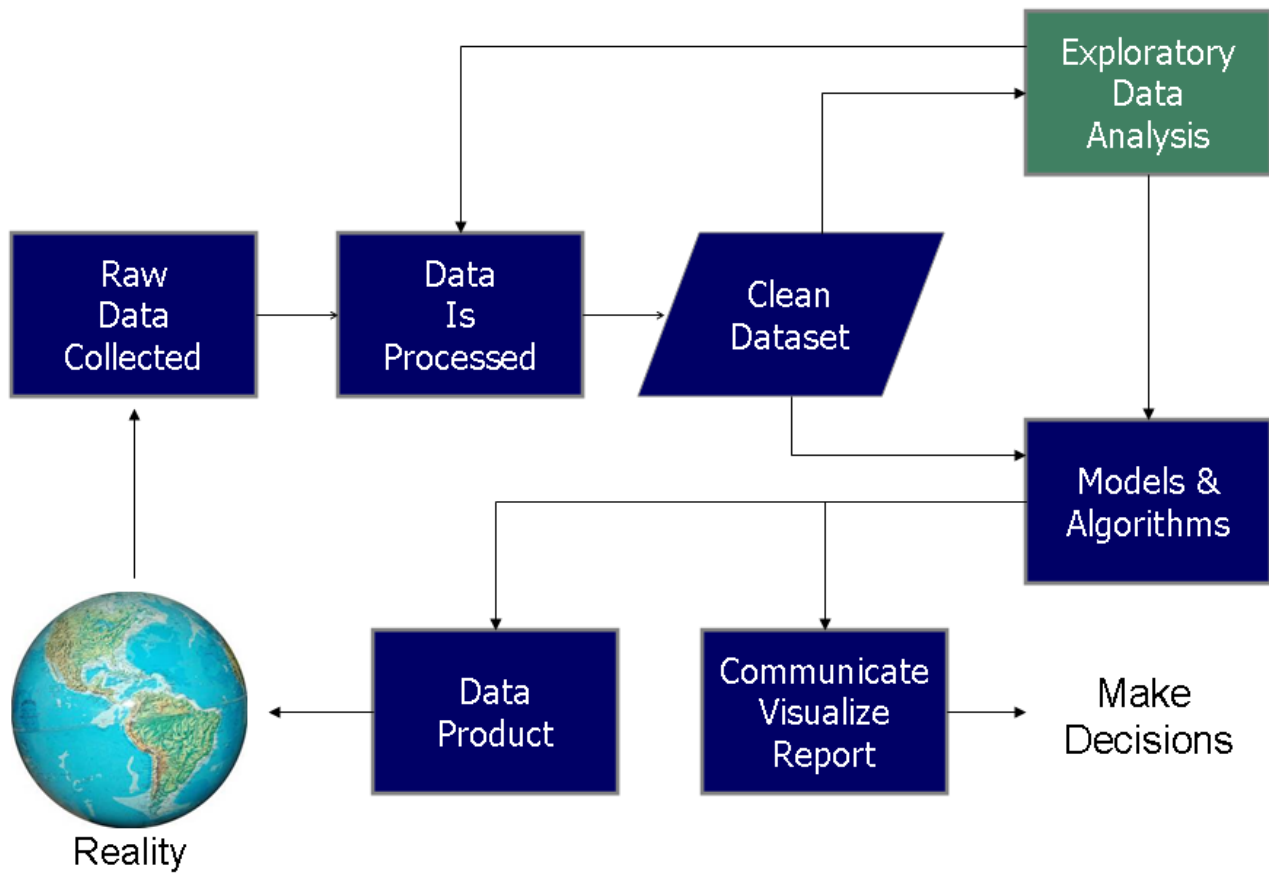 Exploratory
Data
Analysis
Raw
Data
Collected
Data
Is
Processed
Clean
Dataset
Models &
Algorithms
Data
Product
Communicate
Visualize
Report
Make
Decisions
Reality